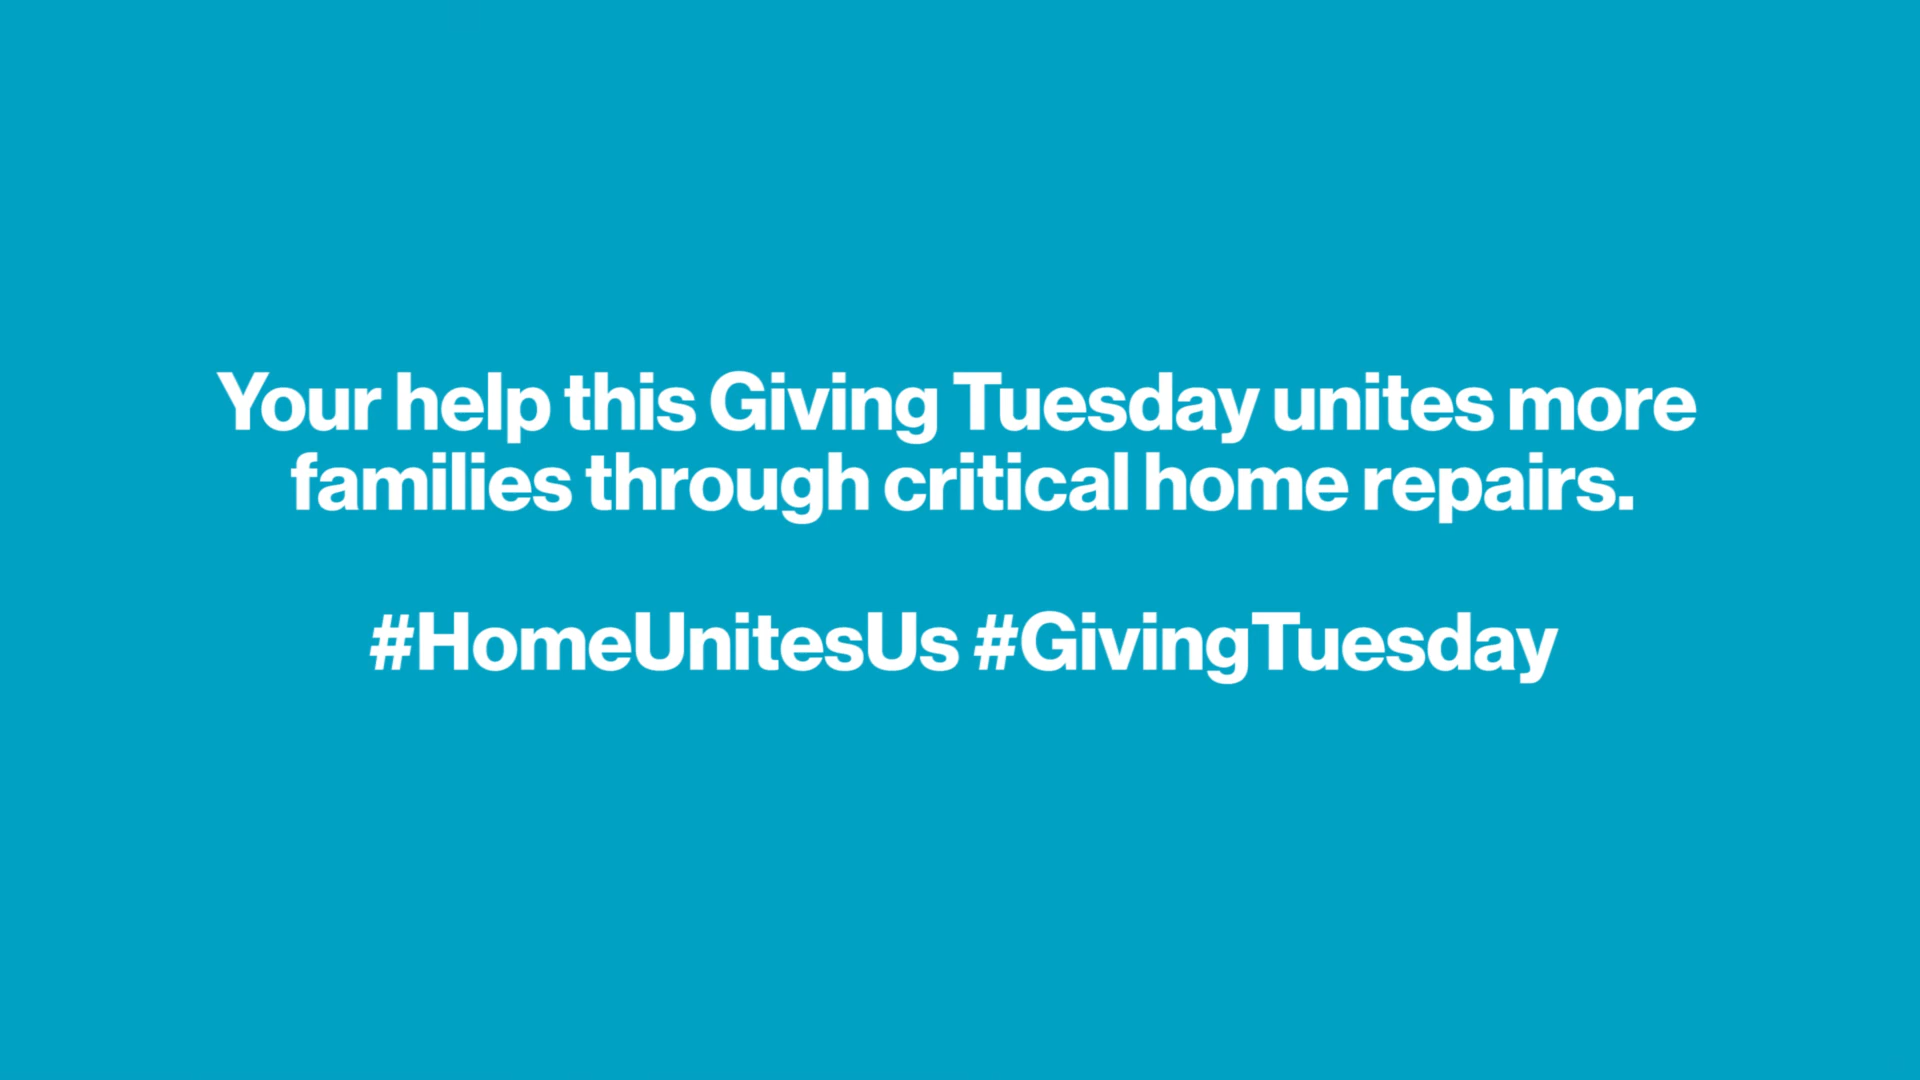 Your help this Giving Tuesday unites more
families through critical home repairs.
#HomeUnitesUs #GivingTuesday